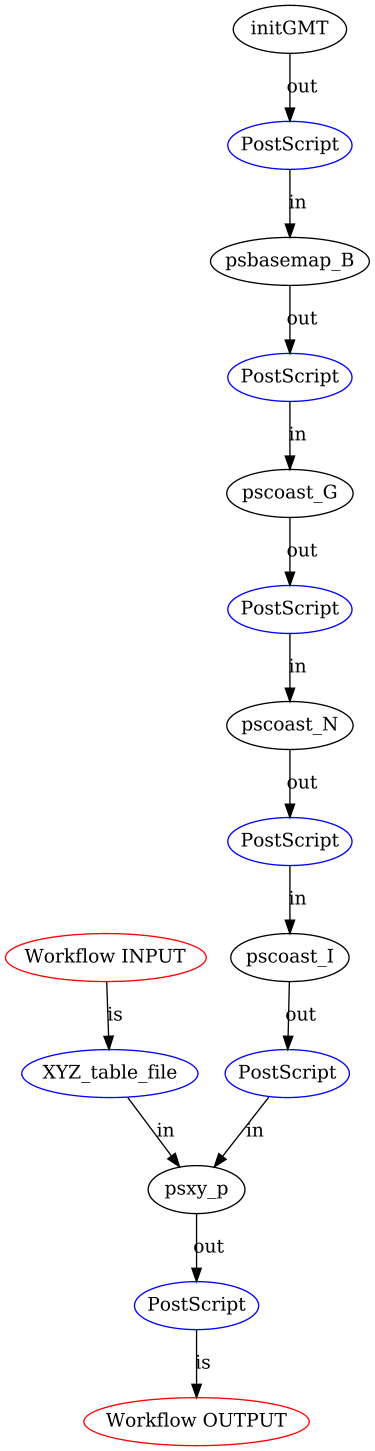 initGMT
out
PostScript
in
psbasemap_B
out
PostScript
in
pscoast_G
out
PostScript
in
pscoast_N
out
PostScript
in
Workflow INPUT
pscoast_I
is
out
XYZ_table_file
PostScript
in
in
psxy_p
out
PostScript
is
Workflow OUTPUT